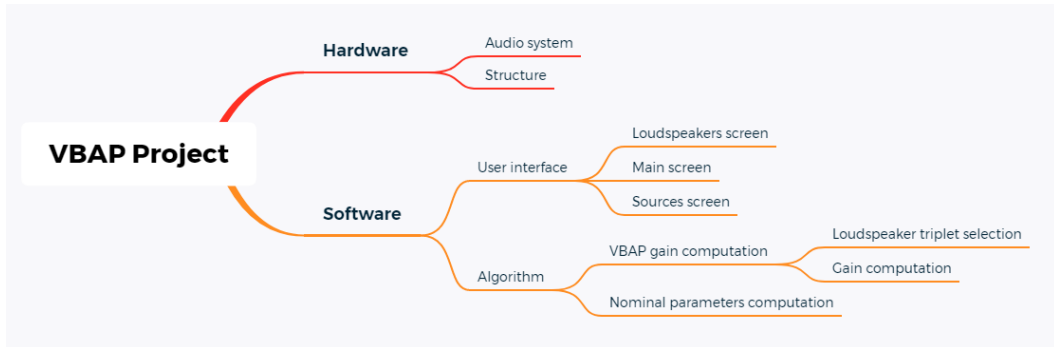 VBAP Project
Hardware
Audio system
Structure
Software
User interface
Loudspeakers screen
Main screen
Sources screen
Algorithm
VBAP gain computation
Loudspeaker triplet selection
Gain computation
Nominal parameters computation